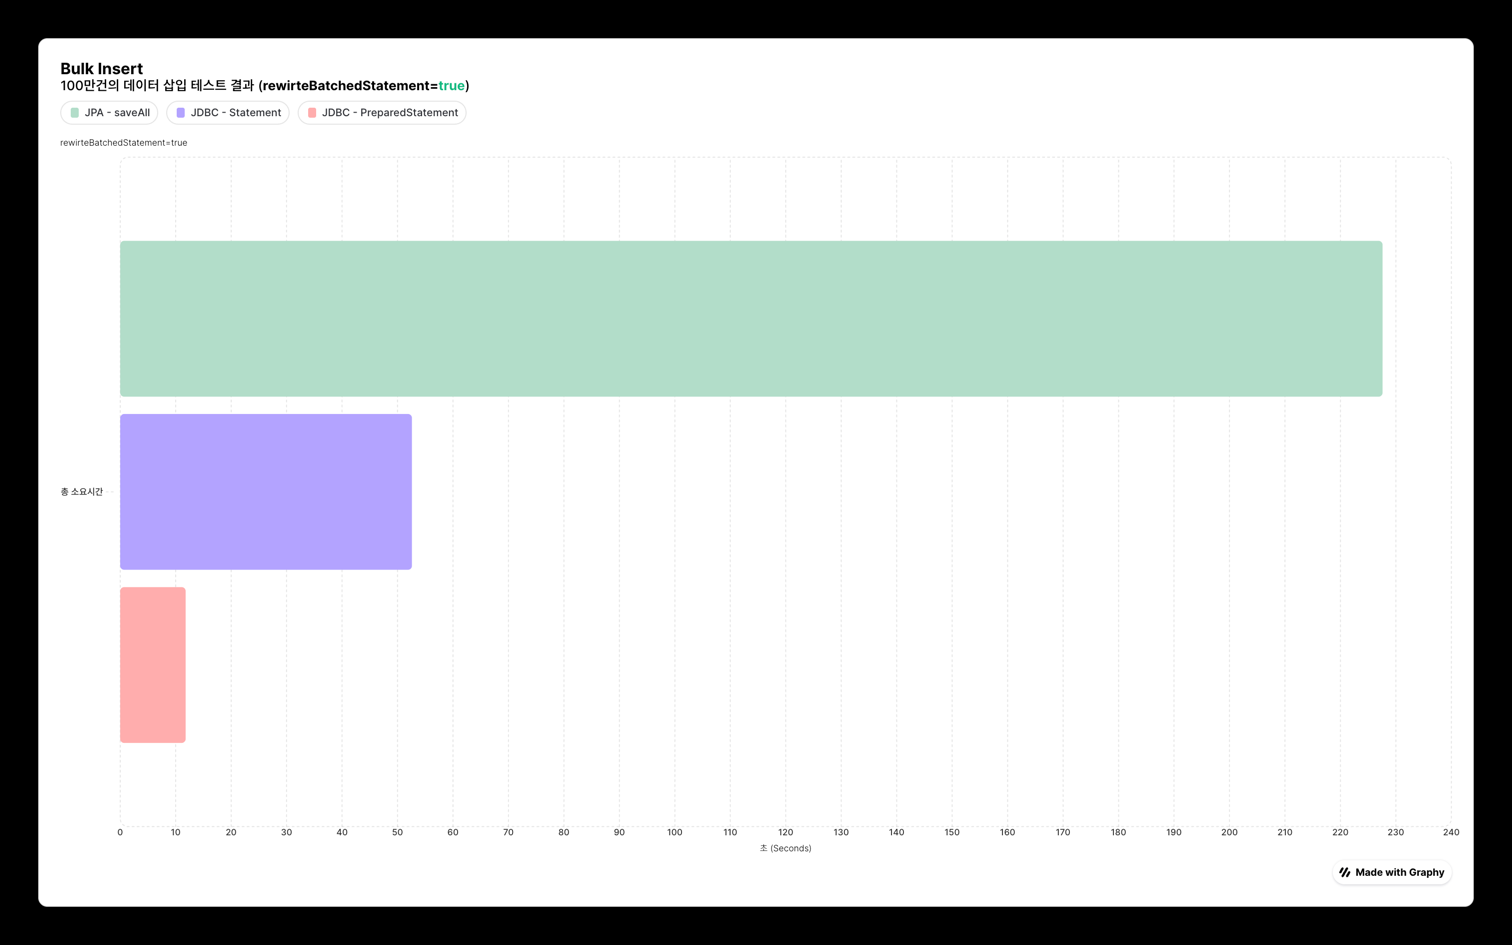 Bulk Insert
100만건의 데이터 삽입 테스트 결과 (rewirteBatchedStatement=true)
JPA - saveAll JDBC - Statement JDBC - PreparedStatement
rewirteBatchedStatement=true
총 소요시간
0 10 20 30 40 50 60 70 80 90 100 110 120 130 140 150 160 170 180 190 200 210 220 230 240
초 (Seconds)
Made with Graphy